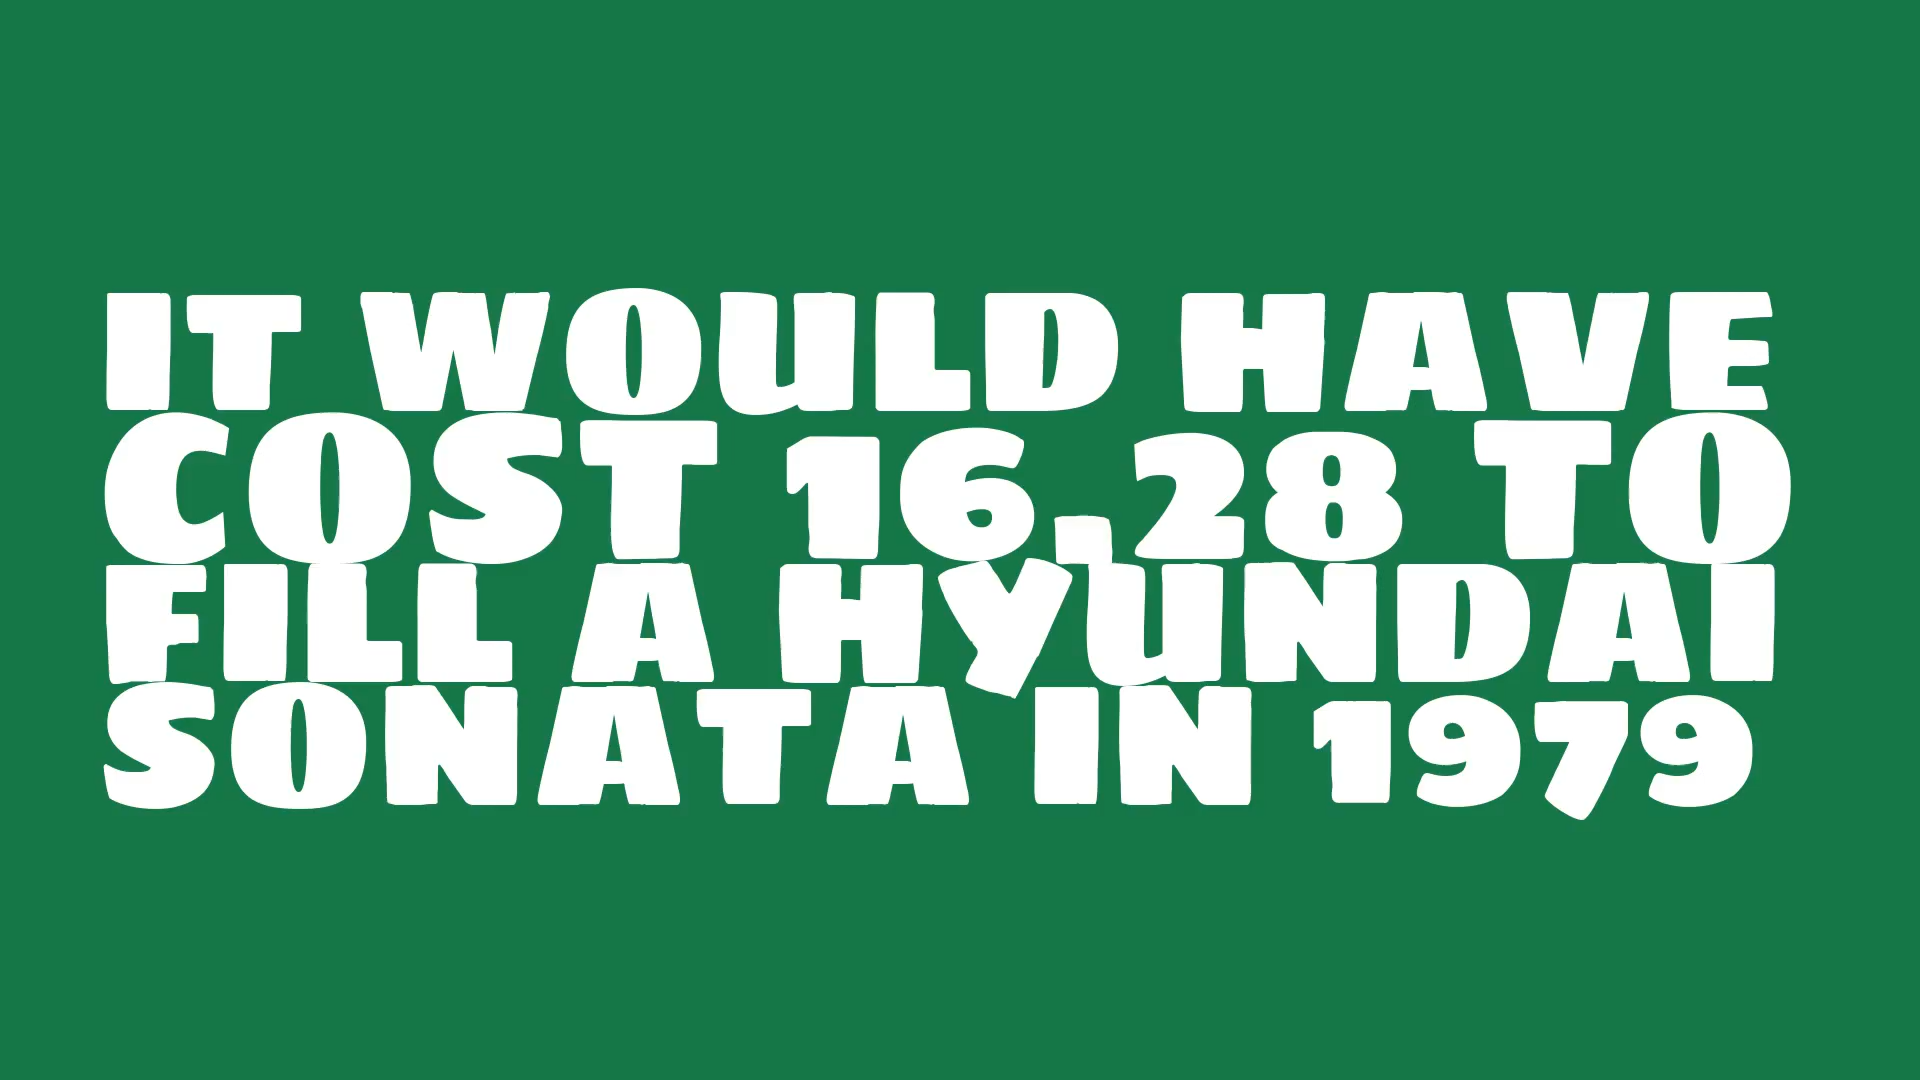 IT WOULD HAVE
COST 16.28 TO
FILL A HYUNDAI
SONATA IN 1979